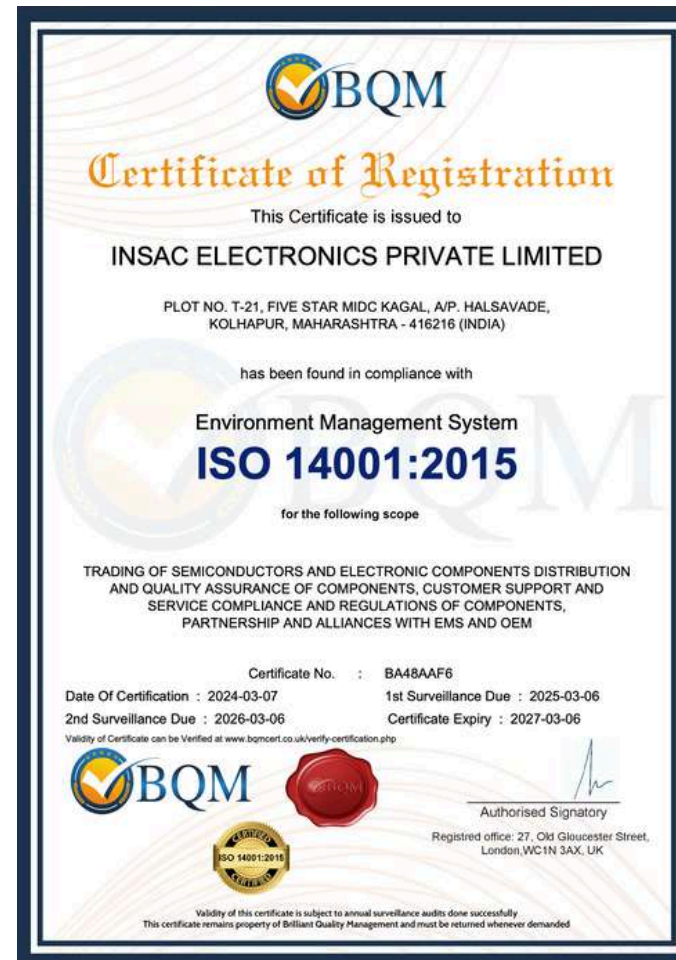 BQM
Certificate of Registration
This Certificate is issued to
INSAC ELECTRONICS PRIVATE LIMITED
PLOT NO. T-21, FIVE STAR MIDC KAGAL, A/P. HALSAVADE,
KOLHAPUR, MAHARASHTRA - 416216 (INDIA)
has been found in compliance with
Environment Management System
ISO 14001:2015
for the following scope
TRADING OF SEMICONDUCTORS AND ELECTRONIC COMPONENTS DISTRIBUTION
AND QUALITY ASSURANCE OF COMPONENTS, CUSTOMER SUPPORT AND
SERVICE COMPLIANCE AND REGULATIONS OF COMPONENTS,
PARTNERSHIP AND ALLIANCES WITH EMS AND OEM
Certificate No. : BA48AAF6
Date Of Certification : 2024-03-07 1st Surveillance Due : 2025-03-06
2nd Surveillance Due : 2026-03-06 Certificate Expiry : 2027-03-06
Validity of Certificate can be Verified at www.bqmcert.co.uk/verify-certification.php
BQM
BQM
Authorised Signatory
Registred office: 27, Old Gloucester Street,
London,WC1N 3AX, UK
CERTIFIED
ISO 14001:2015
CERTIFIED
Validity of this certificate is subject to annual surveillance audits done successfully
This certificate remains property of Brilliant Quality Management and must be returned whenever demanded